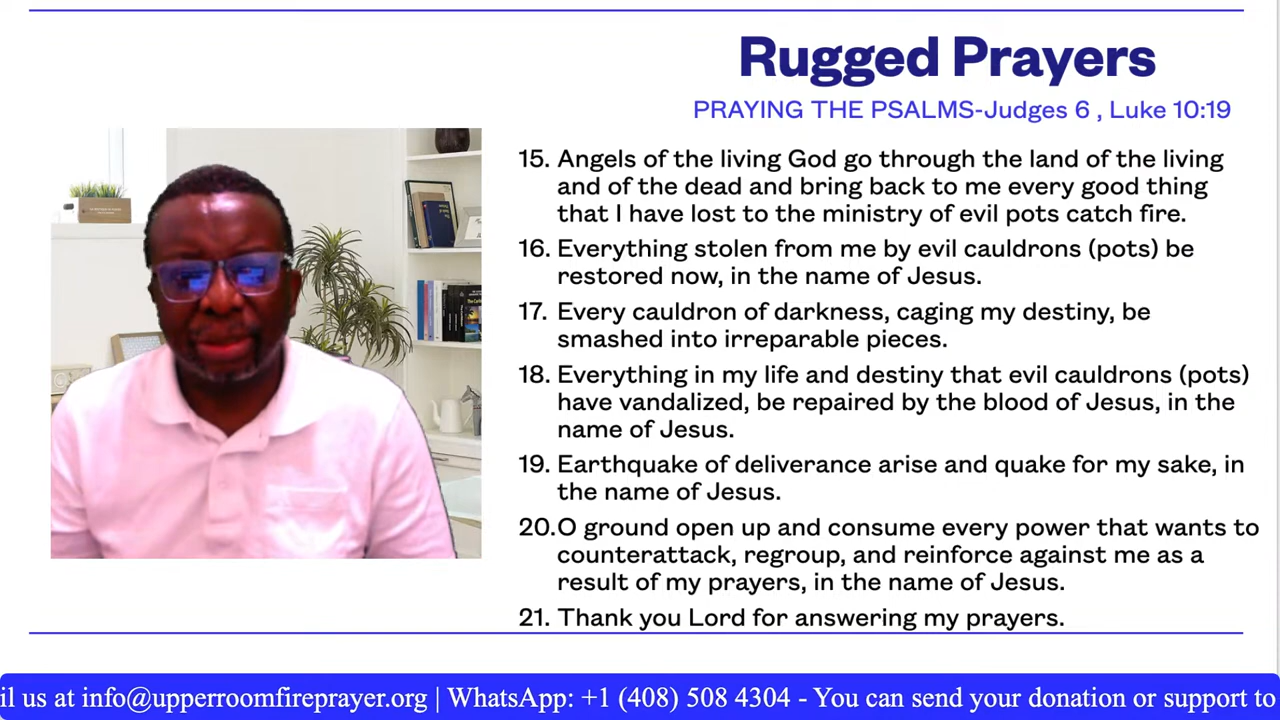 Rugged Prayers
PRAYING THE PSALMS-Judges 6 , Luke 10:19
15. Angels of the living God go through the land of the living
and of the dead and bring back to me every good thing
that I have lost to the ministry of evil pots catch fire.
16. Everything stolen from me by evil cauldrons (pots) be
restored now, in the name of Jesus.
17. Every cauldron of darkness, caging my destiny, be
smashed into irreparable pieces.
18. Everything in my life and destiny that evil cauldrons (pots)
have vandalized, be repaired by the blood of Jesus, in the
name of Jesus.
19. Earthquake of deliverance arise and quake for my sake, in
the name of Jesus.
20.O ground open up and consume every power that wants to
counterattack, regroup, and reinforce against me as a
result of my prayers, in the name of Jesus.
21. Thank you Lord for answering my prayers.
il us at info@upperroomfireprayer.org | WhatsApp: +1 (408) 508 4304 - You can send your donation or support to